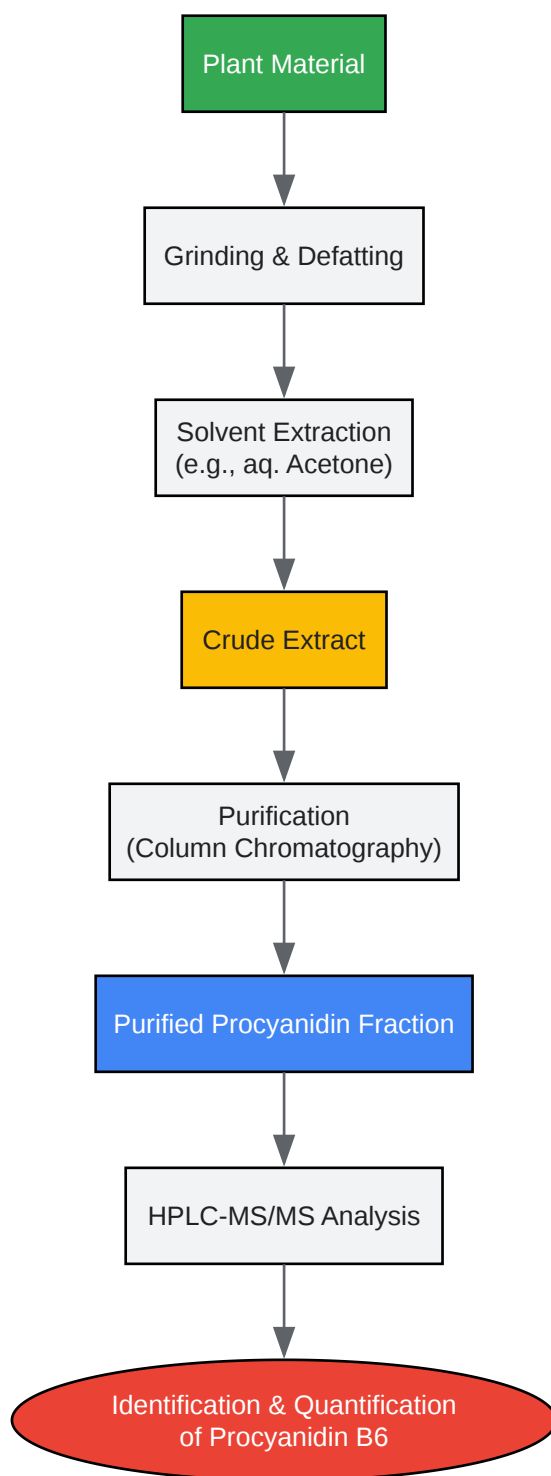 Plant Material
Grinding & Defatting
Solvent Extraction
(e.g., aq. Acetone)
Crude Extract
Purification
(Column Chromatography)
Purified Procyanidin Fraction
HPLC-MS/MS Analysis
Identification & Quantification
of Procyanidin B6